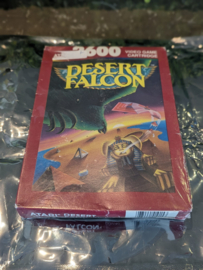 2600
VIDEO GAME
CARTRIDGE
DESERT
FALCON
ATARI DESERT
FALCON